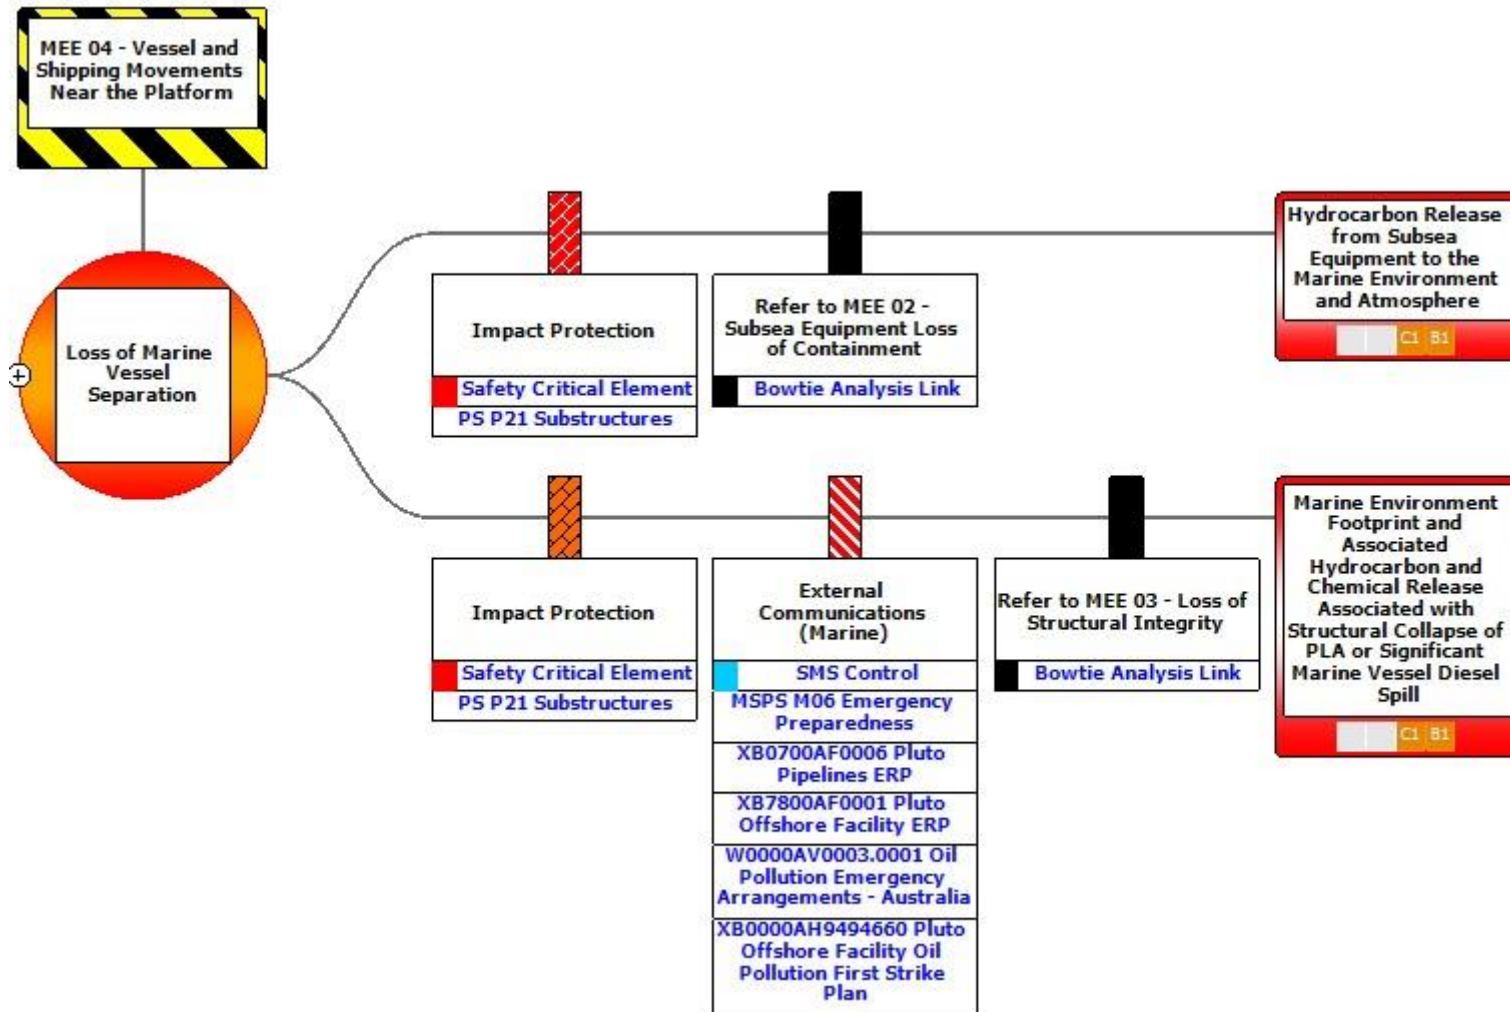 MEE 04 - Vessel and
Shipping Movements
Near the Platform
Loss of Marine
Vessel
Separation
Impact Protection
Safety Critical Element
PS P21 Substructures
Refer to MEE 02 -
Subsea Equipment Loss
of Containment
Bowtie Analysis Link
Hydrocarbon Release
from Subsea
Equipment to the
Marine Environment
and Atmosphere
C1 B1
Impact Protection
Safety Critical Element
PS P21 Substructures
External
Communications
(Marine)
SMS Control
MSPS M06 Emergency
Preparedness
XB0700AF0006 Pluto
Pipelines ERP
XB7800AF0001 Pluto
Offshore Facility ERP
W0000AV0003.0001 Oil
Pollution Emergency
Arrangements - Australia
XB0000AH9494660 Pluto
Offshore Facility Oil
Pollution First Strike
Plan
Refer to MEE 03 - Loss of
Structural Integrity
Bowtie Analysis Link
Marine Environment
Footprint and
Associated
Hydrocarbon and
Chemical Release
Associated with
Structural Collapse of
PLA or Significant
Marine Vessel Diesel
Spill
C1 B1